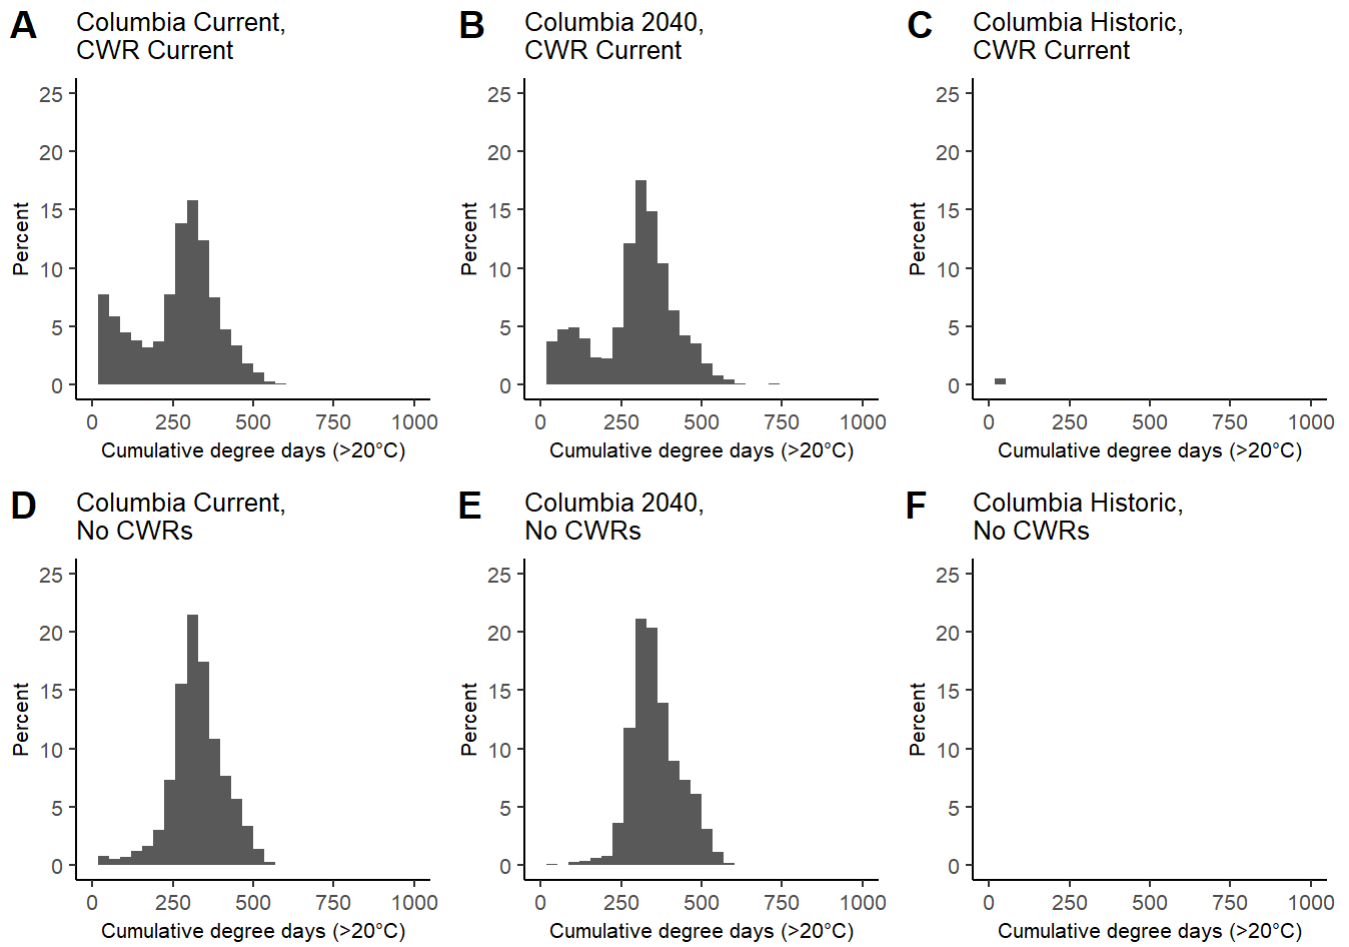 A
Columbia Current,
CWR Current
25
20
15
10
5
0
Percent
0 250 500 750 1000
Cumulative degree days (>20°C)
B
Columbia 2040,
CWR Current
25
20
15
10
5
0
Percent
0 250 500 750 1000
Cumulative degree days (>20°C)
C
Columbia Historic,
CWR Current
25
20
15
10
5
0
Percent
0 250 500 750 1000
Cumulative degree days (>20°C)
D
Columbia Current,
No CWRs
25
20
15
10
5
0
Percent
0 250 500 750 1000
Cumulative degree days (>20°C)
E
Columbia 2040,
No CWRs
25
20
15
10
5
0
Percent
0 250 500 750 1000
Cumulative degree days (>20°C)
F
Columbia Historic,
No CWRs
25
20
15
10
5
0
Percent
0 250 500 750 1000
Cumulative degree days (>20°C)